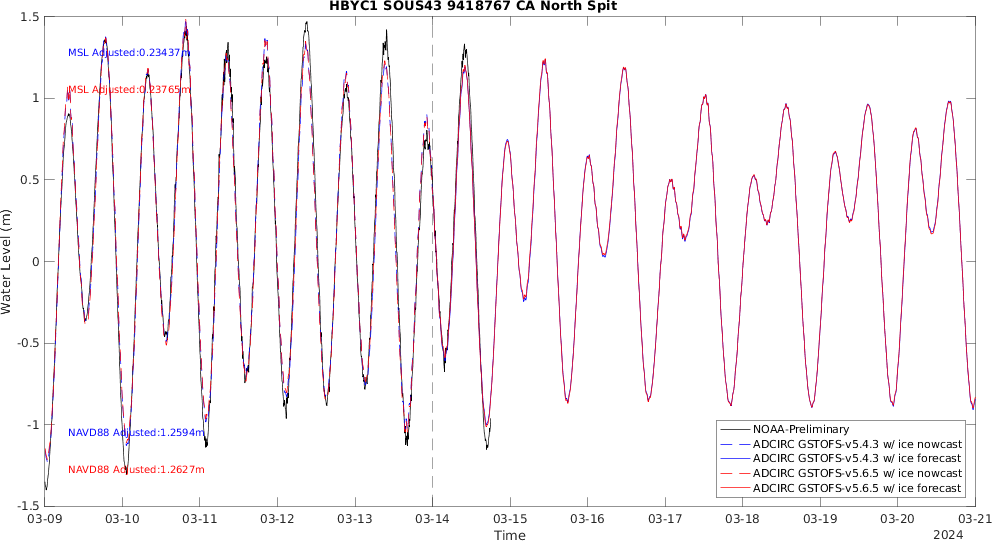 HBYC1 SOUS43 9418767 CA North Spit
1.5
MSL Adjusted:0.23437m
1
MSL Adjusted:0.23765m
0.5
0
-0.5
-1
-1.5
Water Level (m)
NAVD88 Adjusted:1.2594m
NAVD88 Adjusted:1.2627m
NOAA-Preliminary
ADCIRC GSTOFS-v5.4.3 w/ ice nowcast
ADCIRC GSTOFS-v5.4.3 w/ ice forecast
ADCIRC GSTOFS-v5.6.5 w/ ice nowcast
ADCIRC GSTOFS-v5.6.5 w/ ice forecast
03-09 03-10 03-11 03-12 03-13 03-14 03-15 03-16 03-17 03-18 03-19 03-20 03-21
2024
Time